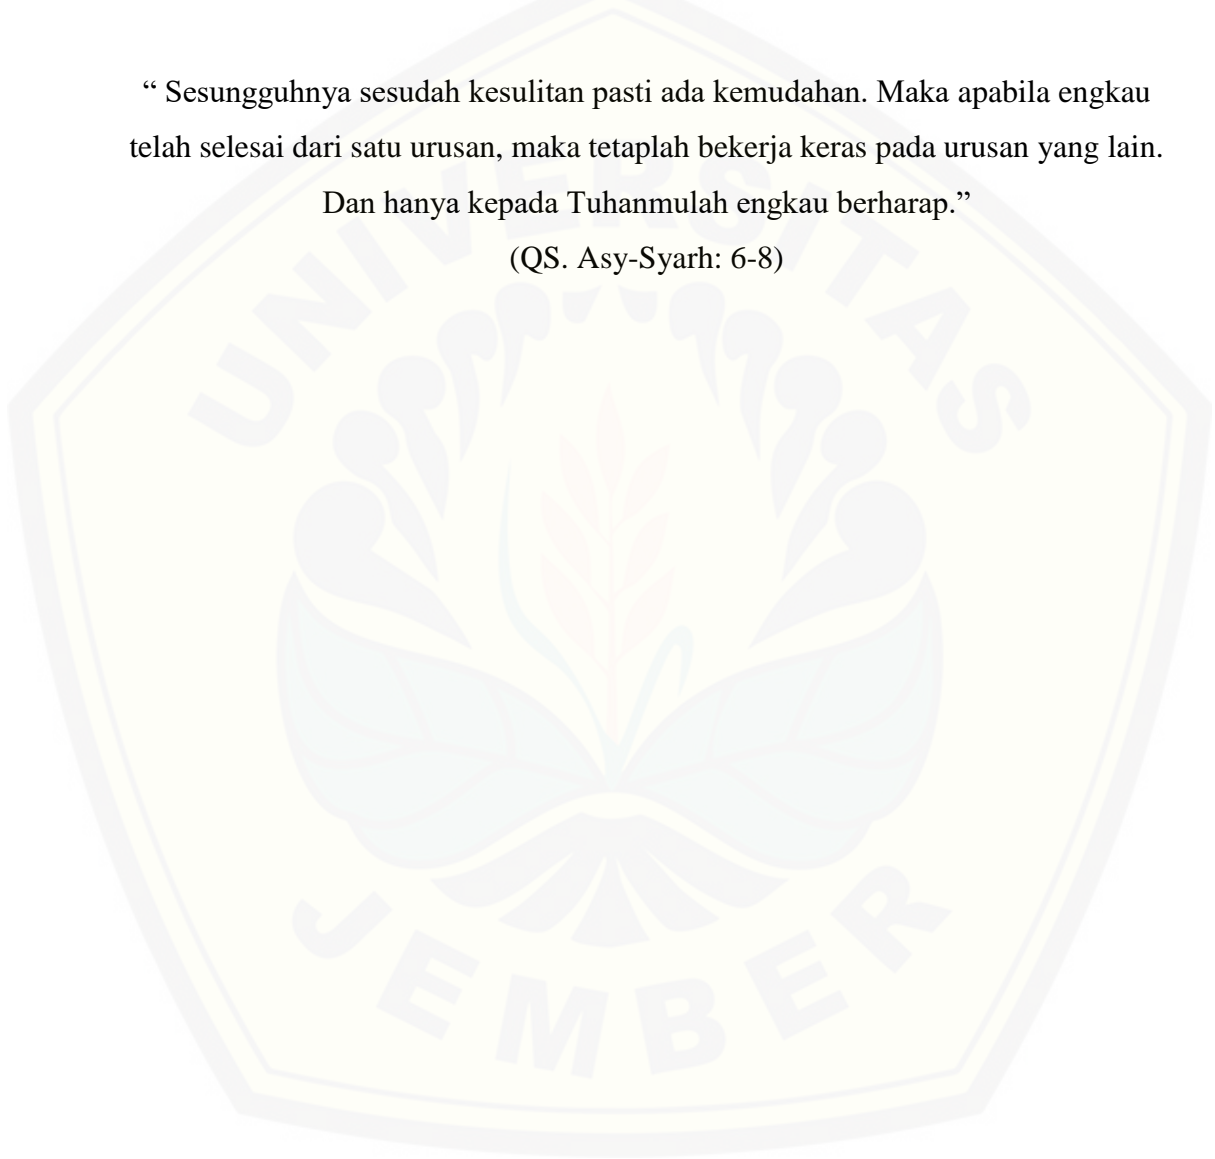 “ Sesungguhnya sesudah kesulitan pasti ada kemudahan. Maka apabila engkau
telah selesai dari satu urusan, maka tetaplah bekerja keras pada urusan yang lain.
Dan hanya kepada Tuhanmulah engkau berharap.”
(QS. Asy-Syarh: 6-8)
UNIVERSITAS
JEMBER